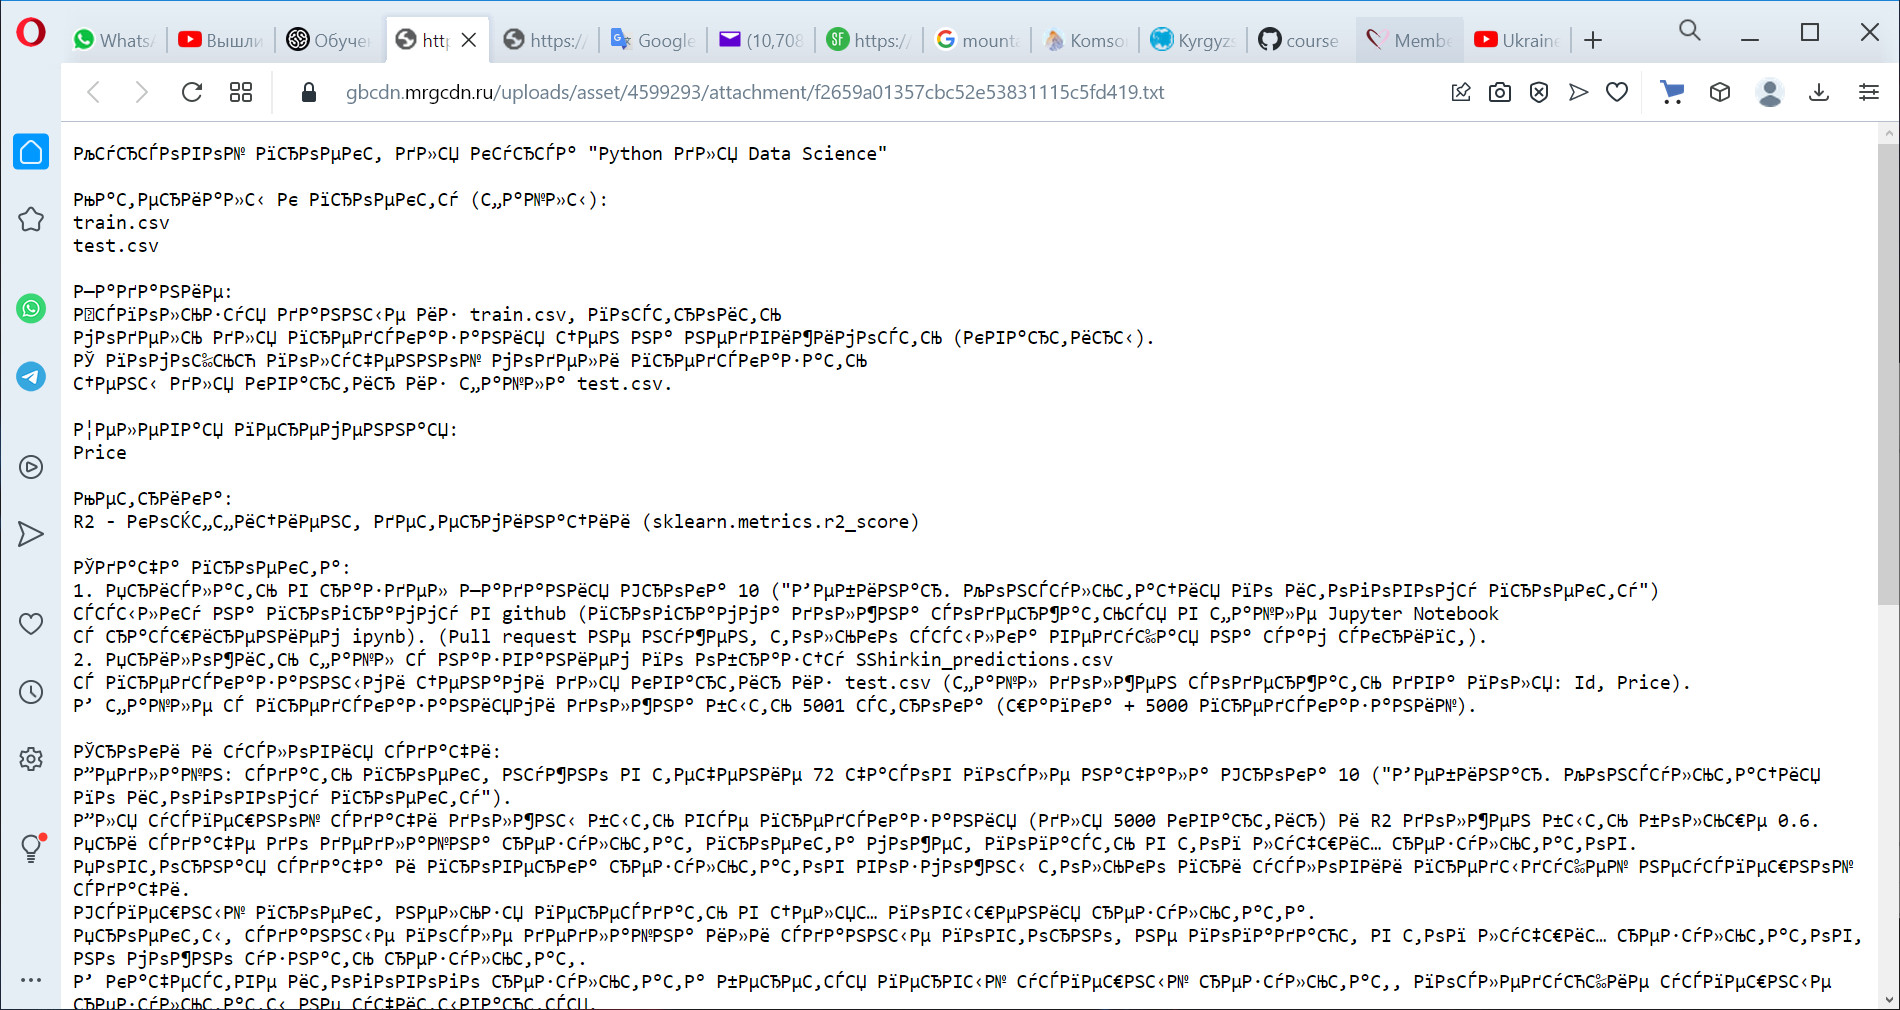 Whats
Вышли
Обучен
http
https://
Google
(10,708
https://
mount
Komso
Kyrgyzs
course
Membe
Ukraine
gbcdn.mrgcdn.ru/uploads/asset/4599293/attachment/f2659a01357cbc52e53831115c5fd419.txt
РљСѓСЂСЃРѕРІРѕР№ РїСЂРѕРµРєС‚ РґР»СЏ РєСѓСЂСЃР° "Python РґР»СЏ Data Science"
РњР°С‚РµСЂРёР°Р»С‹ Рє РїСЂРѕРµРєС‚Сѓ (С„Р°Р№Р»С‹):
train.csv
test.csv
Р—Р°РґР°РЅРёРµ:
Р�СЃРїРѕР»СЊР·СѓСЏ РґР°РЅРЅС‹Рµ РёР· train.csv, РїРѕСЃС‚СЂРѕРёС‚СЊ
РјРѕРґРµР»СЊ РґР»СЏ РїСЂРµРґСЃРєР°Р·Р°РЅРёСЏ С†РµРЅ РЅР° РЅРµРґРІРёР¶РёРјРѕСЃС‚СЊ (РєРІР°СЂС‚РёСЂС‹).
РЎ РїРѕРјРѕС‰СЊСЋ РїРѕР»СѓС‡РµРЅРЅРѕР№ РјРѕРґРµР»Рё РїСЂРµРґСЃРєР°Р·Р°С‚СЊ
С†РµРЅС‹ РґР»СЏ РєРІР°СЂС‚РёСЂ РёР· С„Р°Р№Р»Р° test.csv.
Р¦РµР»РµРІР°СЏ РїРµСЂРµРјРµРЅРЅР°СЏ:
Price
РњРµС‚СЂРёРєР°:
R2 - РєРѕСЌС„С„РёС†РёРµРЅС‚ РґРµС‚РµСЂРјРёРЅР°С†РёРё (sklearn.metrics.r2_score)
РЎРґР°С‡Р° РїСЂРѕРµРєС‚Р°:
1. РџСЂРёСЃР»Р°С‚СЊ РІ СЂР°Р·РґРµР» Р—Р°РґР°РЅРёСЏ РЈСЂРѕРєР° 10 ("Р’РµР±РёРЅР°СЂ. РљРѕРЅСЃСѓР»СЊС‚Р°С†РёСЏ РїРѕ РёС‚РѕРіРѕРІРѕРјСѓ РїСЂРѕРµРєС‚Сѓ")
СЃСЃС‹Р»РєСѓ РЅР° РїСЂРѕРіСЂР°РјРјСѓ РІ github (РїСЂРѕРіСЂР°РјРјР° РґРѕР»Р¶РЅР° СЃРѕРґРµСЂР¶Р°С‚СЊСЃСЏ РІ С„Р°Р№Р»Рµ Jupyter Notebook
СЃ СЂР°СЃС€РёСЂРµРЅРёРµРј ipynb). (Pull request РЅРµ РЅСѓР¶РµРЅ, С‚РѕР»СЊРєРѕ СЃСЃС‹Р»РєР° РІРµРґСѓС‰Р°СЏ РЅР° СЃР°Рј СЃРєСЂРёРїС‚).
2. РџСЂРёР»РѕР¶РёС‚СЊ С„Р°Р№Р» СЃ РЅР°Р·РІР°РЅРёРµРј РїРѕ РѕР±СЂР°Р·С†Сѓ SShirkin_predictions.csv
СЃ РїСЂРµРґСЃРєР°Р·Р°РЅРЅС‹РјРё С†РµРЅР°РјРё РґР»СЏ РєРІР°СЂС‚РёСЂ РёР· test.csv (С„Р°Р№Р» РґРѕР»Р¶РµРЅ СЃРѕРґРµСЂР¶Р°С‚СЊ РґРІР° РїРѕР»СЏ: Id, Price).
Р’ С„Р°Р№Р»Рµ СЃ РїСЂРµРґСЃРєР°Р·Р°РЅРёСЏРјРё РґРѕР»Р¶РЅР° Р±С‹С‚СЊ 5001 СЃС‚СЂРѕРєР° (С€Р°РїРєР° + 5000 РїСЂРµРґСЃРєР°Р·Р°РЅРёР№).
РЎСЂРѕРєРё Рё СѓСЃР»РѕРІРёСЏ СЃРґР°С‡Рё:
Р”РµРґР»Р°Р№РЅ: СЃРґР°С‚СЊ РїСЂРѕРµРєС‚ РЅСѓР¶РЅРѕ РІ С‚РµС‡РµРЅРёРµ 72 С‡Р°СЃРѕРІ РїРѕСЃР»Рµ РЅР°С‡Р°Р»Р° РЈСЂРѕРєР° 10 ("Р’РµР±РёРЅР°СЂ. РљРѕРЅСЃСѓР»СЊС‚Р°С†РёСЏ
РїРѕ РёС‚РѕРіРѕРІРѕРјСѓ РїСЂРѕРµРєС‚Сѓ").
Р”Р»СЏ СѓСЃРїРµС€РЅРѕР№ СЃРґР°С‡Рё РґРѕР»Р¶РЅС‹ Р±С‹С‚СЊ РІСЃРµ РїСЂРµРґСЃРєР°Р·Р°РЅРёСЏ (РґР»СЏ 5000 РєРІР°СЂС‚РёСЂ) Рё R2 РґРѕР»Р¶РµРЅ Р±С‹С‚СЊ Р±РѕР»СЊС€Рµ 0.6.
РџСЂРё СЃРґР°С‡Рµ РґРѕ РґРµРґР»Р°Р№РЅР° СЂРµР·СѓР»СЊС‚Р°С‚ РїСЂРѕРµРєС‚Р° РјРѕР¶РµС‚ РїРѕРїР°СЃС‚СЊ РІ С‚РѕРї Р»СѓС‡С€РёС… СЂРµР·СѓР»СЊС‚Р°С‚РѕРІ.
РџРѕРІС‚РѕСЂРЅР°СЏ СЃРґР°С‡Р° Рё РїСЂРѕРІРµСЂРєР° СЂРµР·СѓР»СЊС‚Р°С‚РѕРІ РІРѕР·РјРѕР¶РЅС‹ С‚РѕР»СЊРєРѕ РїСЂРё СѓСЃР»РѕРІРёРё РїСЂРµРґС‹РґСѓС‰РµР№ РЅРµСѓСЃРїРµС€РЅРѕР№
СЃРґР°С‡Рё.
РЈСЃРїРµС€РЅС‹Р№ РїСЂРѕРµРєС‚ РЅРµР»СЊР·СЏ РїРµСЂРµСЃРґР°С‚СЊ РІ С†РµР»СЏС… РїРѕРІС‹С€РµРЅРёСЏ СЂРµР·СѓР»СЊС‚Р°С‚Р°.
РџСЂРѕРµРєС‚С‹, СЃРґР°РЅРЅС‹Рµ РїРѕСЃР»Рµ РґРµРґР»Р°Р№РЅР° РёР»Рё СЃРґР°РЅРЅС‹Рµ РїРѕРІС‚РѕСЂРЅРѕ, РЅРµ РїРѕРїР°РґР°СЋС‚ РІ С‚РѕРї Р»СѓС‡С€РёС… СЂРµР·СѓР»СЊС‚Р°С‚РѕРІ,
РЅРѕ РјРѕР¶РЅРѕ СѓР·РЅР°С‚СЊ СЂРµР·СѓР»СЊС‚Р°С‚.
Р’ РєР°С‡РµСЃС‚РІРµ РёС‚РѕРіРѕРІРѕРіРѕ СЂРµР·СѓР»СЊС‚Р°С‚Р° Р±РµСЂРµС‚СЃСЏ РїРµСЂРІС‹Р№ СѓСЃРїРµС€РЅС‹Р№ СЂРµР·СѓР»СЊС‚Р°С‚, РїРѕСЃР»РµРґСѓСЋС‰РёРµ СѓСЃРїРµС€РЅС‹Рµ
СЂРµР·СѓР»СЊС‚Р°С‚С‹ РЅРµ СѓС‡РёС‚С‹РІР°СЋС‚СЃСЏ.